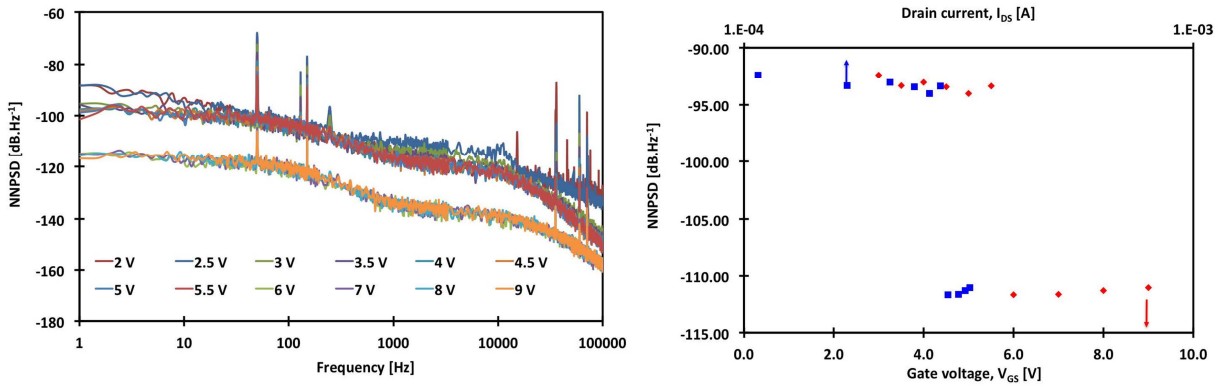 -60
-80
-100
-120
-140
-160
-180
NNPSD [dB.Hz⁻¹]
2 V 2.5 V 3 V 3.5 V 4 V 4.5 V
5 V 5.5 V 6 V 7 V 8 V 9 V
1 10 100 1000 10000 100000
Frequency [Hz]
Drain current, I_DS [A]
1.E-04 1.E-03
-90.00
-95.00
-100.00
-105.00
-110.00
-115.00
NNPSD [dB.Hz⁻¹]
0.0 2.0 4.0 6.0 8.0 10.0
Gate voltage, V_GS [V]